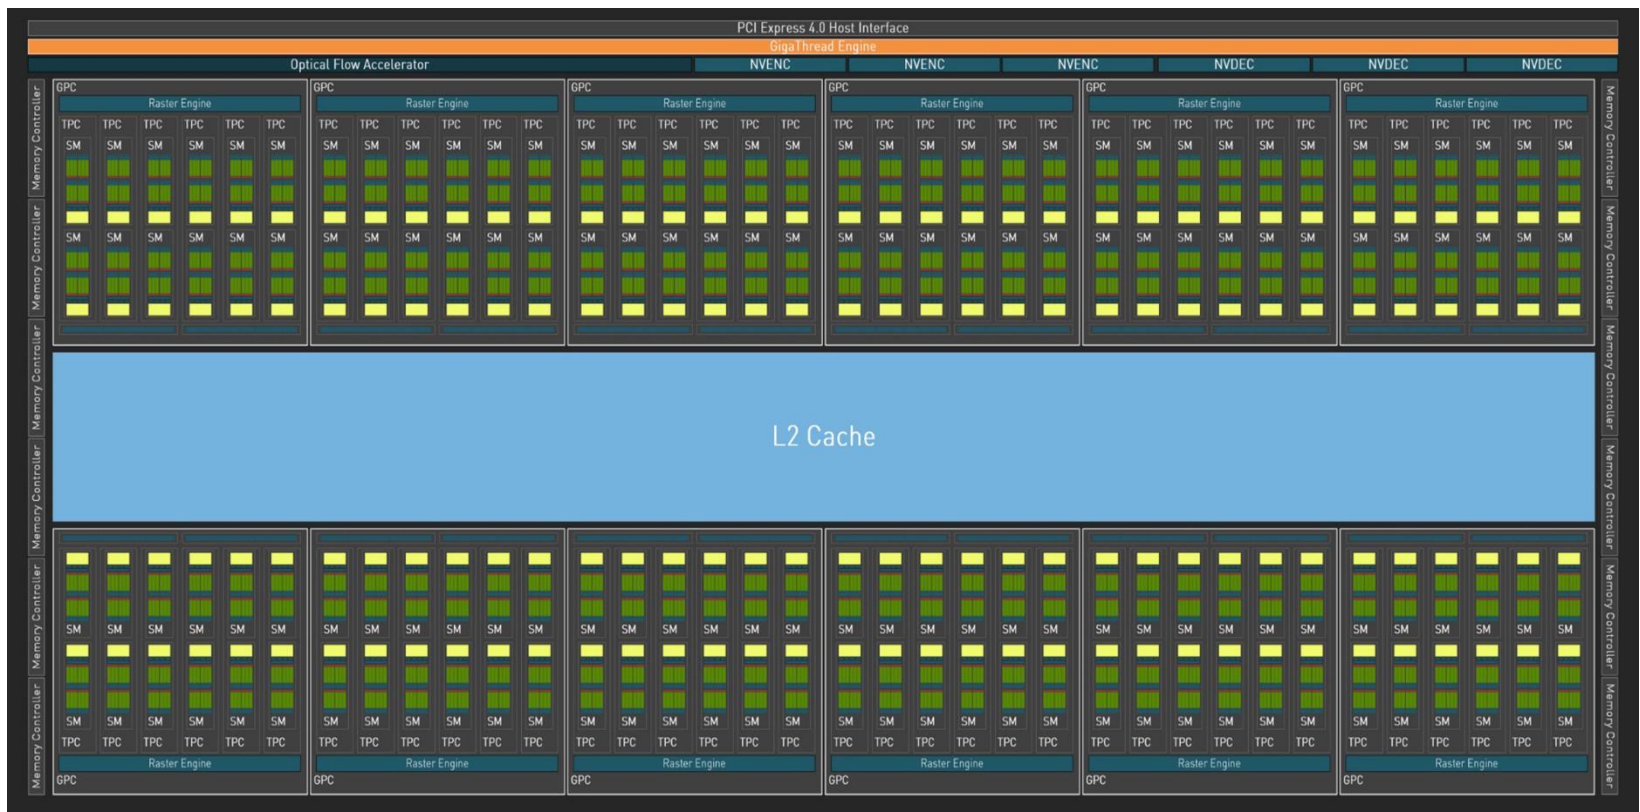 PCI Express 4.0 Host Interface
GigaThread Engine
Optical Flow Accelerator NVENC NVENC NVENC NVDEC NVDEC NVDEC
GPC GPC GPC GPC GPC GPC
Raster Engine Raster Engine Raster Engine Raster Engine Raster Engine Raster Engine
TPC TPC TPC TPC TPC TPC TPC TPC TPC TPC TPC TPC TPC TPC TPC TPC TPC TPC TPC TPC TPC TPC TPC TPC TPC TPC TPC TPC TPC TPC TPC TPC TPC TPC TPC TPC
SM SM SM SM SM SM SM SM SM SM SM SM SM SM SM SM SM SM SM SM SM SM SM SM SM SM SM SM SM SM SM SM SM SM SM SM
SM SM SM SM SM SM SM SM SM SM SM SM SM SM SM SM SM SM SM SM SM SM SM SM SM SM SM SM SM SM SM SM SM SM SM SM
L2 Cache
SM SM SM SM SM SM SM SM SM SM SM SM SM SM SM SM SM SM SM SM SM SM SM SM SM SM SM SM SM SM SM SM SM SM SM SM
SM SM SM SM SM SM SM SM SM SM SM SM SM SM SM SM SM SM SM SM SM SM SM SM SM SM SM SM SM SM SM SM SM SM SM SM
TPC TPC TPC TPC TPC TPC TPC TPC TPC TPC TPC TPC TPC TPC TPC TPC TPC TPC TPC TPC TPC TPC TPC TPC TPC TPC TPC TPC TPC TPC TPC TPC TPC TPC TPC TPC
Raster Engine Raster Engine Raster Engine Raster Engine Raster Engine Raster Engine
GPC GPC GPC GPC GPC GPC
Memory Controller
Memory Controller
Memory Controller
Memory Controller
Memory Controller
Memory Controller
Memory Controller
Memory Controller
Memory Controller
Memory Controller
Memory Controller
Memory Controller